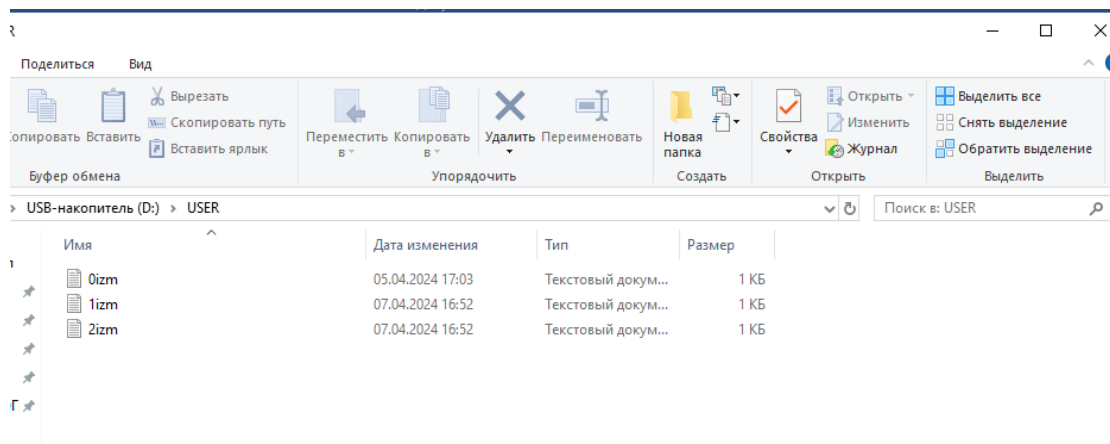 Поделиться Вид
Вырезать
Скопировать путь
Вставить ярлык
Копировать Вставить
Буфер обмена
Переместить в Копировать в Удалить Переименовать
Упорядочить
Новая папка
Создать
Свойства
Открыть
Изменить
Журнал
Открыть
Выделить все
Снять выделение
Обратить выделение
Выделить
USB-накопитель (D:) > USER
Поиск в: USER
Имя Дата изменения Тип Размер
0izm 05.04.2024 17:03 Текстовый докум... 1 КБ
1izm 07.04.2024 16:52 Текстовый докум... 1 КБ
2izm 07.04.2024 16:52 Текстовый докум... 1 КБ